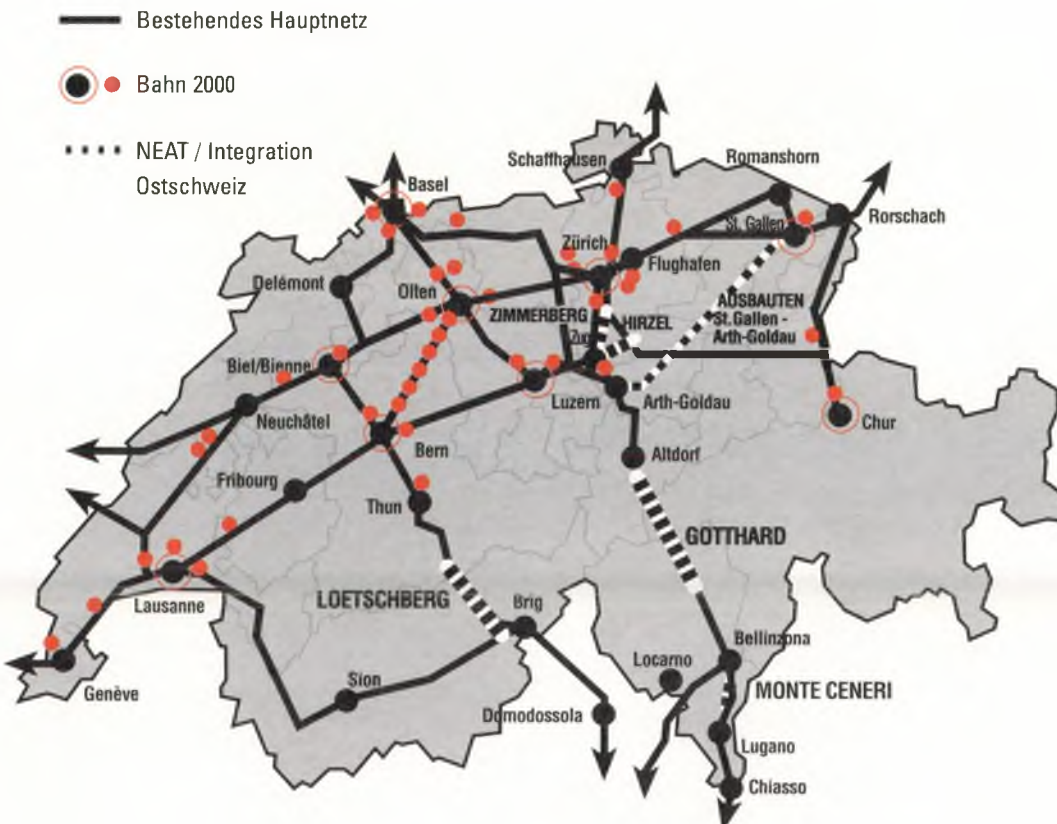 Bestehendes Hauptnetz
Bahn 2000
NEAT / Integration
Ostschweiz
Schaffhausen
Romanshorn
Basel
Rorschach
St. Gallen
Zürich
Flughafen
Delémont
Olten
ZIMMERBERG
HIRZEL
AUSBAUTEN
St.Gallen -
Arth-Goldau
Zug
Biel/Bienne
Luzern
Arth-Goldau
Chur
Neuchâtel
Bern
Altdorf
Fribourg
Thun
GOTTHARD
LOETSCHBERG
Lausanne
Brig
Bellinzona
Locarno
Genève
Sion
MONTE CENERI
Domodossola
Lugano
Chiasso